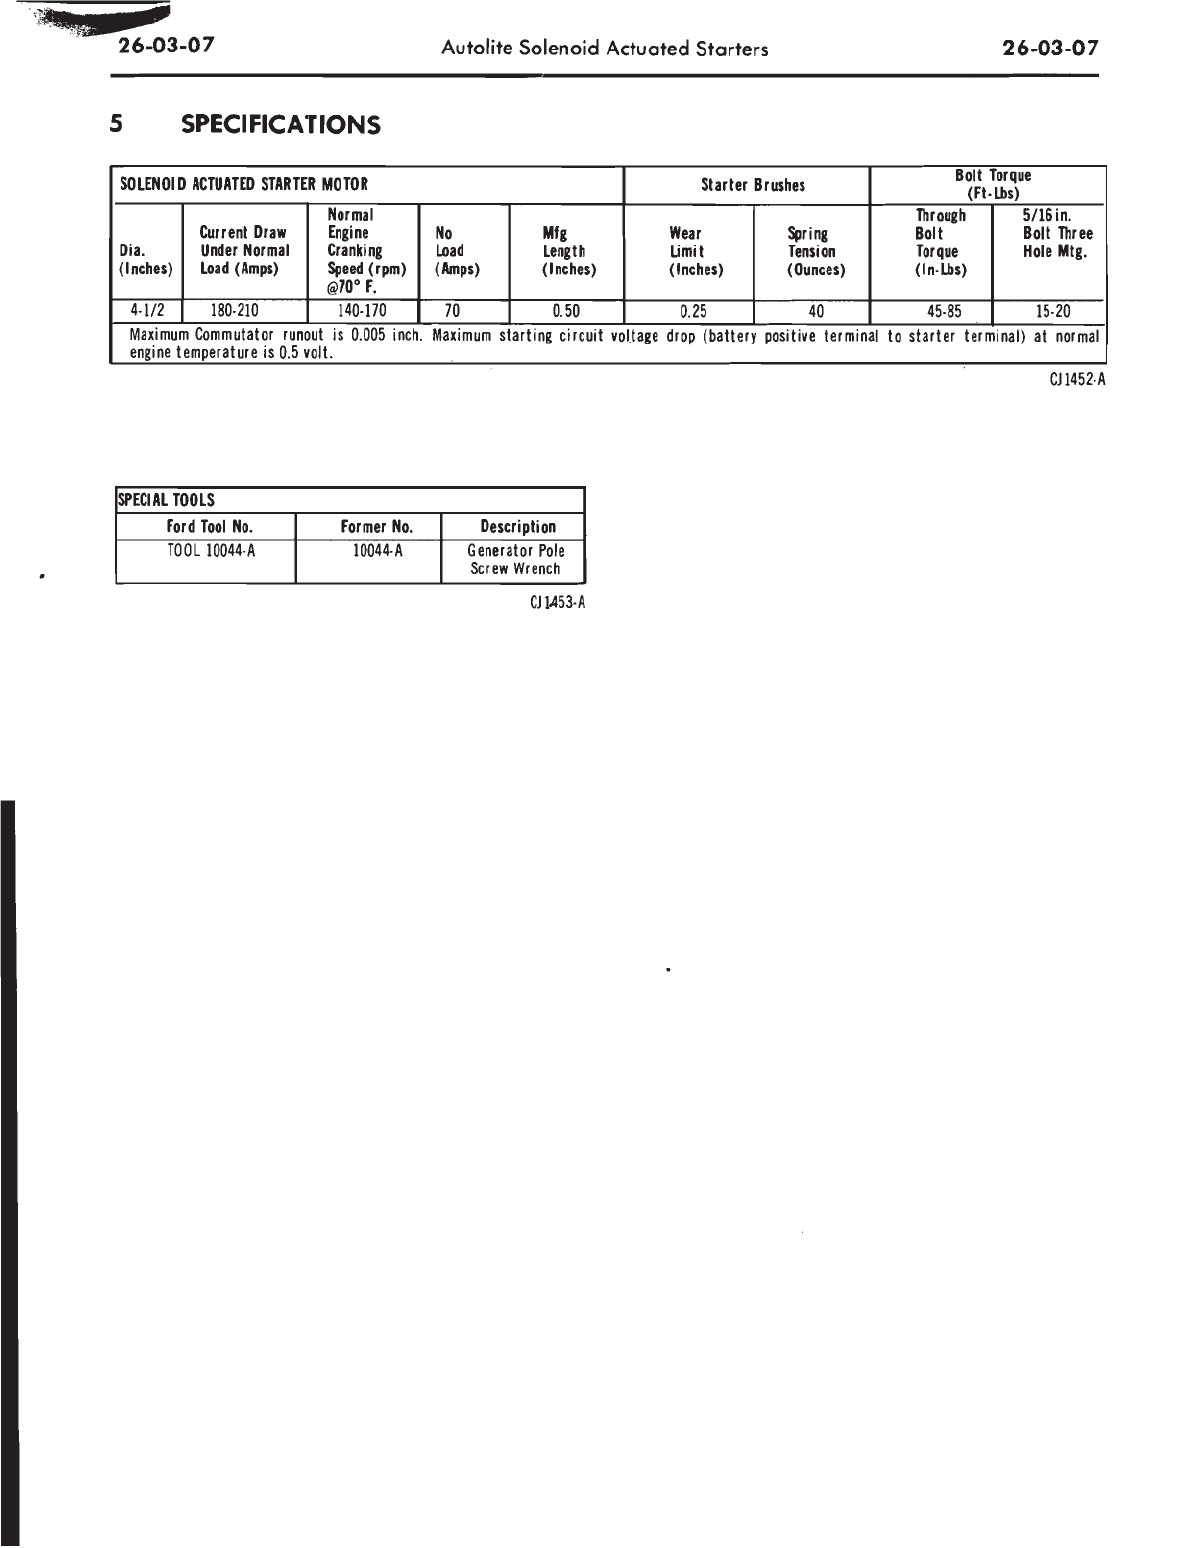 26-03-07 Autolite Solenoid Actuated Starters 26-03-07
5 SPECIFICATIONS
SOLENOID ACTUATED STARTER MOTOR
Starter Brushes
Bolt Torque
(Ft-Lbs)
Dia.
(Inches)
Current Draw
Under Normal
Load (Amps)
Normal
Engine
Cranking
Speed (rpm)
@70° F.
No
Load
(Amps)
Mfg
Length
(Inches)
Wear
Limit
(Inches)
Spring
Tension
(Ounces)
Through
Bolt
Torque
(In-Lbs)
5/16 in.
Bolt Three
Hole Mtg.
4-1/2 180-210 140-170 70 0.50 0.25 40 45-85 15-20
Maximum Commutator runout is 0.005 inch. Maximum starting circuit voltage drop (battery positive terminal to starter terminal) at normal
engine temperature is 0.5 volt.
CJ1452-A
SPECIAL TOOLS
Ford Tool No. Former No. Description
TOOL 10044-A 10044-A Generator Pole
Screw Wrench
CJ1453-A